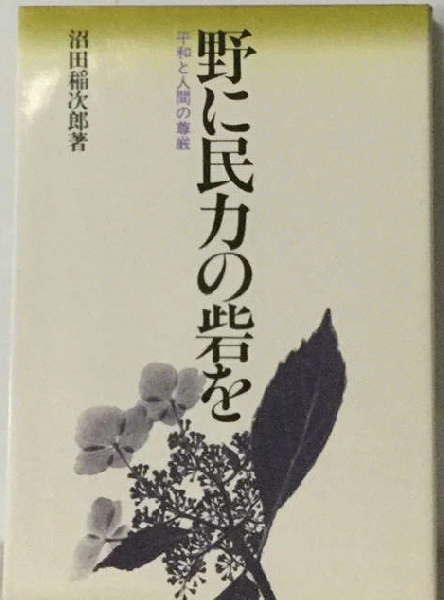 野に民力の砦を
平和と人間の尊厳
沼田稲次郎著